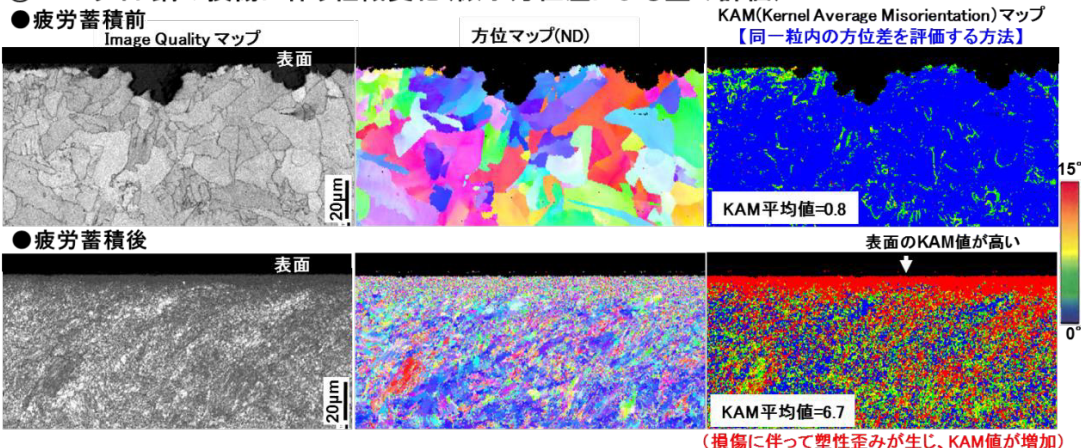 ●疲労蓄積前
Image Quality マップ
方位マップ(ND)
KAM(Kernel Average Misorientation)マップ
【同一粒内の方位差を評価する方法】
表面
20μm
KAM平均値=0.8
15°
0°
●疲労蓄積後
表面のKAM値が高い
表面
20μm
KAM平均値=6.7
(損傷に伴って塑性歪みが生じ、KAM値が増加)